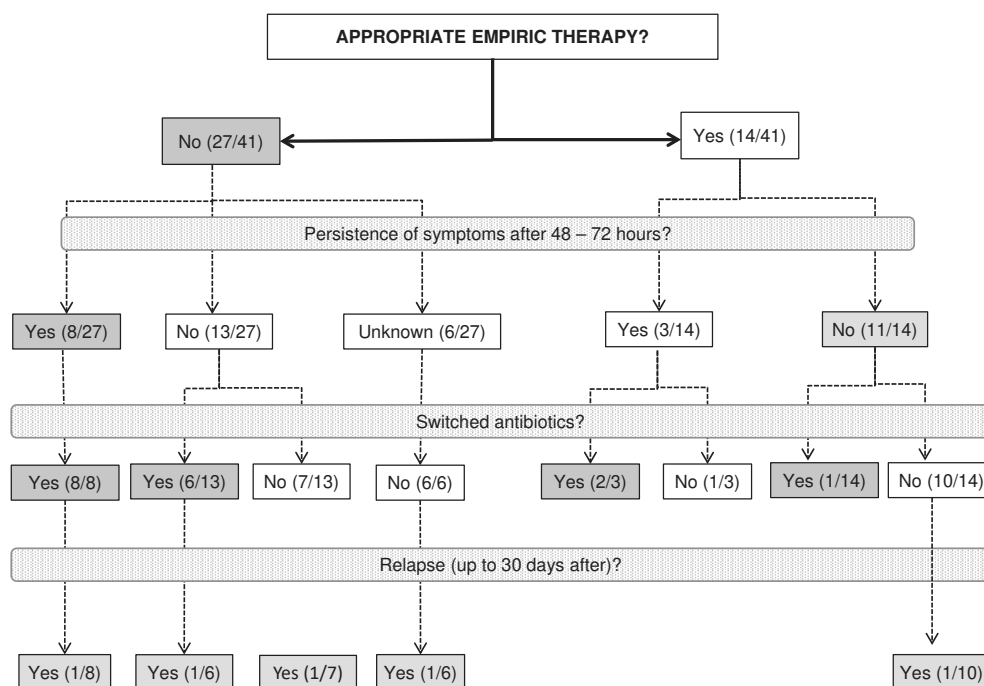 APPROPRIATE EMPIRIC THERAPY?
No (27/41)
Yes (14/41)
Persistence of symptoms after 48 – 72 hours?
Yes (8/27)
No (13/27)
Unknown (6/27)
Yes (3/14)
No (11/14)
Switched antibiotics?
Yes (8/8)
Yes (6/13)
No (7/13)
No (6/6)
Yes (2/3)
No (1/3)
Yes (1/14)
No (10/14)
Relapse (up to 30 days after)?
Yes (1/8)
Yes (1/6)
Yes (1/7)
Yes (1/6)
Yes (1/10)